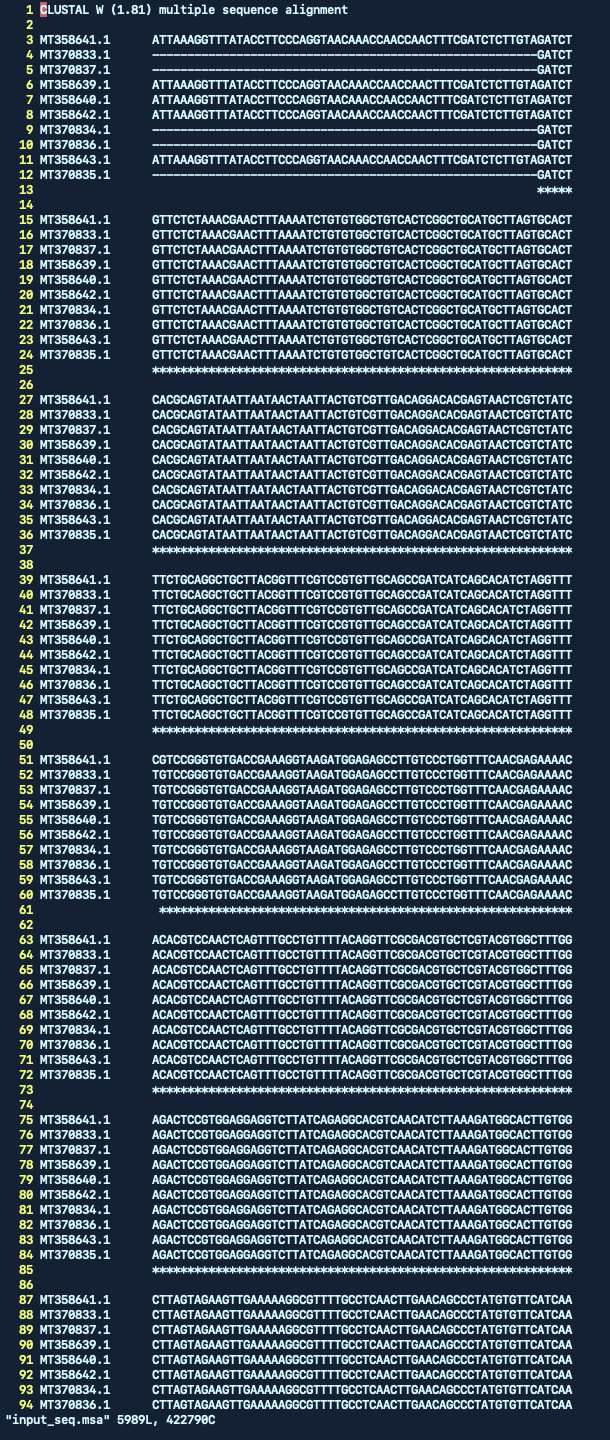 1 CLUSTAL W (1.81) multiple sequence alignment
2
3 MT358641.1      ATTAAAGGTTTATACCTTCCCAGGTAACAAACCAACCAACTTTCGATCTCTTGTAGATCT
4 MT370833.1      -------------------------------------------------------GATCT
5 MT370837.1      -------------------------------------------------------GATCT
6 MT358639.1      ATTAAAGGTTTATACCTTCCCAGGTAACAAACCAACCAACTTTCGATCTCTTGTAGATCT
7 MT358640.1      ATTAAAGGTTTATACCTTCCCAGGTAACAAACCAACCAACTTTCGATCTCTTGTAGATCT
8 MT358642.1      ATTAAAGGTTTATACCTTCCCAGGTAACAAACCAACCAACTTTCGATCTCTTGTAGATCT
9 MT370834.1      -------------------------------------------------------GATCT
10 MT370836.1      -------------------------------------------------------GATCT
11 MT358643.1      ATTAAAGGTTTATACCTTCCCAGGTAACAAACCAACCAACTTTCGATCTCTTGTAGATCT
12 MT370835.1      -------------------------------------------------------GATCT
13                                                                        *****
14
15 MT358641.1      GTTCTCTAAACGAACTTTAAAATCTGTGTGGCTGTCACTCGGCTGCATGCTTAGTGCACT
16 MT370833.1      GTTCTCTAAACGAACTTTAAAATCTGTGTGGCTGTCACTCGGCTGCATGCTTAGTGCACT
17 MT370837.1      GTTCTCTAAACGAACTTTAAAATCTGTGTGGCTGTCACTCGGCTGCATGCTTAGTGCACT
18 MT358639.1      GTTCTCTAAACGAACTTTAAAATCTGTGTGGCTGTCACTCGGCTGCATGCTTAGTGCACT
19 MT358640.1      GTTCTCTAAACGAACTTTAAAATCTGTGTGGCTGTCACTCGGCTGCATGCTTAGTGCACT
20 MT358642.1      GTTCTCTAAACGAACTTTAAAATCTGTGTGGCTGTCACTCGGCTGCATGCTTAGTGCACT
21 MT370834.1      GTTCTCTAAACGAACTTTAAAATCTGTGTGGCTGTCACTCGGCTGCATGCTTAGTGCACT
22 MT370836.1      GTTCTCTAAACGAACTTTAAAATCTGTGTGGCTGTCACTCGGCTGCATGCTTAGTGCACT
23 MT358643.1      GTTCTCTAAACGAACTTTAAAATCTGTGTGGCTGTCACTCGGCTGCATGCTTAGTGCACT
24 MT370835.1      GTTCTCTAAACGAACTTTAAAATCTGTGTGGCTGTCACTCGGCTGCATGCTTAGTGCACT
25                 ************************************************************
26
27 MT358641.1      CACGCAGTATAATTAATAACTAATTACTGTCGTTGACAGGACACGAGTAACTCGTCTATC
28 MT370833.1      CACGCAGTATAATTAATAACTAATTACTGTCGTTGACAGGACACGAGTAACTCGTCTATC
29 MT370837.1      CACGCAGTATAATTAATAACTAATTACTGTCGTTGACAGGACACGAGTAACTCGTCTATC
30 MT358639.1      CACGCAGTATAATTAATAACTAATTACTGTCGTTGACAGGACACGAGTAACTCGTCTATC
31 MT358640.1      CACGCAGTATAATTAATAACTAATTACTGTCGTTGACAGGACACGAGTAACTCGTCTATC
32 MT358642.1      CACGCAGTATAATTAATAACTAATTACTGTCGTTGACAGGACACGAGTAACTCGTCTATC
33 MT370834.1      CACGCAGTATAATTAATAACTAATTACTGTCGTTGACAGGACACGAGTAACTCGTCTATC
34 MT370836.1      CACGCAGTATAATTAATAACTAATTACTGTCGTTGACAGGACACGAGTAACTCGTCTATC
35 MT358643.1      CACGCAGTATAATTAATAACTAATTACTGTCGTTGACAGGACACGAGTAACTCGTCTATC
36 MT370835.1      CACGCAGTATAATTAATAACTAATTACTGTCGTTGACAGGACACGAGTAACTCGTCTATC
37                 ************************************************************
38
39 MT358641.1      TTCTGCAGGCTGCTTACGGTTTCGTCCGTGTTGCAGCCGATCATCAGCACATCTAGGTTT
40 MT370833.1      TTCTGCAGGCTGCTTACGGTTTCGTCCGTGTTGCAGCCGATCATCAGCACATCTAGGTTT
41 MT370837.1      TTCTGCAGGCTGCTTACGGTTTCGTCCGTGTTGCAGCCGATCATCAGCACATCTAGGTTT
42 MT358639.1      TTCTGCAGGCTGCTTACGGTTTCGTCCGTGTTGCAGCCGATCATCAGCACATCTAGGTTT
43 MT358640.1      TTCTGCAGGCTGCTTACGGTTTCGTCCGTGTTGCAGCCGATCATCAGCACATCTAGGTTT
44 MT358642.1      TTCTGCAGGCTGCTTACGGTTTCGTCCGTGTTGCAGCCGATCATCAGCACATCTAGGTTT
45 MT370834.1      TTCTGCAGGCTGCTTACGGTTTCGTCCGTGTTGCAGCCGATCATCAGCACATCTAGGTTT
46 MT370836.1      TTCTGCAGGCTGCTTACGGTTTCGTCCGTGTTGCAGCCGATCATCAGCACATCTAGGTTT
47 MT358643.1      TTCTGCAGGCTGCTTACGGTTTCGTCCGTGTTGCAGCCGATCATCAGCACATCTAGGTTT
48 MT370835.1      TTCTGCAGGCTGCTTACGGTTTCGTCCGTGTTGCAGCCGATCATCAGCACATCTAGGTTT
49                 ************************************************************
50
51 MT358641.1      CGTCCGGGTGTGACCGAAAGGTAAGATGGAGAGCCTTGTCCCTGGTTTCAACGAGAAAAC
52 MT370833.1      TGTCCGGGTGTGACCGAAAGGTAAGATGGAGAGCCTTGTCCCTGGTTTCAACGAGAAAAC
53 MT370837.1      TGTCCGGGTGTGACCGAAAGGTAAGATGGAGAGCCTTGTCCCTGGTTTCAACGAGAAAAC
54 MT358639.1      TGTCCGGGTGTGACCGAAAGGTAAGATGGAGAGCCTTGTCCCTGGTTTCAACGAGAAAAC
55 MT358640.1      TGTCCGGGTGTGACCGAAAGGTAAGATGGAGAGCCTTGTCCCTGGTTTCAACGAGAAAAC
56 MT358642.1      TGTCCGGGTGTGACCGAAAGGTAAGATGGAGAGCCTTGTCCCTGGTTTCAACGAGAAAAC
57 MT370834.1      TGTCCGGGTGTGACCGAAAGGTAAGATGGAGAGCCTTGTCCCTGGTTTCAACGAGAAAAC
58 MT370836.1      TGTCCGGGTGTGACCGAAAGGTAAGATGGAGAGCCTTGTCCCTGGTTTCAACGAGAAAAC
59 MT358643.1      TGTCCGGGTGTGACCGAAAGGTAAGATGGAGAGCCTTGTCCCTGGTTTCAACGAGAAAAC
60 MT370835.1      TGTCCGGGTGTGACCGAAAGGTAAGATGGAGAGCCTTGTCCCTGGTTTCAACGAGAAAAC
61                  ***********************************************************
62
63 MT358641.1      ACACGTCCAACTCAGTTTGCCTGTTTTACAGGTTCGCGACGTGCTCGTACGTGGCTTTGG
64 MT370833.1      ACACGTCCAACTCAGTTTGCCTGTTTTACAGGTTCGCGACGTGCTCGTACGTGGCTTTGG
65 MT370837.1      ACACGTCCAACTCAGTTTGCCTGTTTTACAGGTTCGCGACGTGCTCGTACGTGGCTTTGG
66 MT358639.1      ACACGTCCAACTCAGTTTGCCTGTTTTACAGGTTCGCGACGTGCTCGTACGTGGCTTTGG
67 MT358640.1      ACACGTCCAACTCAGTTTGCCTGTTTTACAGGTTCGCGACGTGCTCGTACGTGGCTTTGG
68 MT358642.1      ACACGTCCAACTCAGTTTGCCTGTTTTACAGGTTCGCGACGTGCTCGTACGTGGCTTTGG
69 MT370834.1      ACACGTCCAACTCAGTTTGCCTGTTTTACAGGTTCGCGACGTGCTCGTACGTGGCTTTGG
70 MT370836.1      ACACGTCCAACTCAGTTTGCCTGTTTTACAGGTTCGCGACGTGCTCGTACGTGGCTTTGG
71 MT358643.1      ACACGTCCAACTCAGTTTGCCTGTTTTACAGGTTCGCGACGTGCTCGTACGTGGCTTTGG
72 MT370835.1      ACACGTCCAACTCAGTTTGCCTGTTTTACAGGTTCGCGACGTGCTCGTACGTGGCTTTGG
73                 ************************************************************
74
75 MT358641.1      AGACTCCGTGGAGGAGGTCTTATCAGAGGCACGTCAACATCTTAAAGATGGCACTTGTGG
76 MT370833.1      AGACTCCGTGGAGGAGGTCTTATCAGAGGCACGTCAACATCTTAAAGATGGCACTTGTGG
77 MT370837.1      AGACTCCGTGGAGGAGGTCTTATCAGAGGCACGTCAACATCTTAAAGATGGCACTTGTGG
78 MT358639.1      AGACTCCGTGGAGGAGGTCTTATCAGAGGCACGTCAACATCTTAAAGATGGCACTTGTGG
79 MT358640.1      AGACTCCGTGGAGGAGGTCTTATCAGAGGCACGTCAACATCTTAAAGATGGCACTTGTGG
80 MT358642.1      AGACTCCGTGGAGGAGGTCTTATCAGAGGCACGTCAACATCTTAAAGATGGCACTTGTGG
81 MT370834.1      AGACTCCGTGGAGGAGGTCTTATCAGAGGCACGTCAACATCTTAAAGATGGCACTTGTGG
82 MT370836.1      AGACTCCGTGGAGGAGGTCTTATCAGAGGCACGTCAACATCTTAAAGATGGCACTTGTGG
83 MT358643.1      AGACTCCGTGGAGGAGGTCTTATCAGAGGCACGTCAACATCTTAAAGATGGCACTTGTGG
84 MT370835.1      AGACTCCGTGGAGGAGGTCTTATCAGAGGCACGTCAACATCTTAAAGATGGCACTTGTGG
85                 ************************************************************
86
87 MT358641.1      CTTAGTAGAAGTTGAAAAAGGCGTTTTGCCTCAACTTGAACAGCCCTATGTGTTCATCAA
88 MT370833.1      CTTAGTAGAAGTTGAAAAAGGCGTTTTGCCTCAACTTGAACAGCCCTATGTGTTCATCAA
89 MT370837.1      CTTAGTAGAAGTTGAAAAAGGCGTTTTGCCTCAACTTGAACAGCCCTATGTGTTCATCAA
90 MT358639.1      CTTAGTAGAAGTTGAAAAAGGCGTTTTGCCTCAACTTGAACAGCCCTATGTGTTCATCAA
91 MT358640.1      CTTAGTAGAAGTTGAAAAAGGCGTTTTGCCTCAACTTGAACAGCCCTATGTGTTCATCAA
92 MT358642.1      CTTAGTAGAAGTTGAAAAAGGCGTTTTGCCTCAACTTGAACAGCCCTATGTGTTCATCAA
93 MT370834.1      CTTAGTAGAAGTTGAAAAAGGCGTTTTGCCTCAACTTGAACAGCCCTATGTGTTCATCAA
94 MT370836.1      CTTAGTAGAAGTTGAAAAAGGCGTTTTGCCTCAACTTGAACAGCCCTATGTGTTCATCAA
"input_seq.msa" 5989L, 422790C